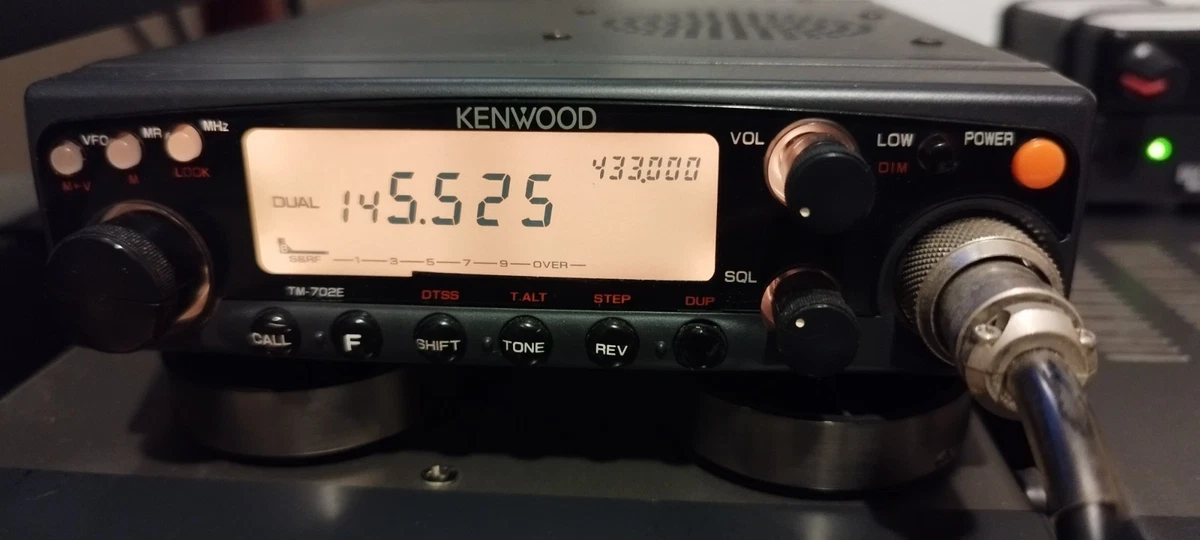 KENWOOD
VFO MR MHz
M►V M LOCK
VOL LOW POWER
DIM
433.000
DUAL 145.525
S&RF 1 3 5 7 9 OVER
SQL
TM-702E DTSS T.ALT STEP DUP
CALL F SHIFT TONE REV